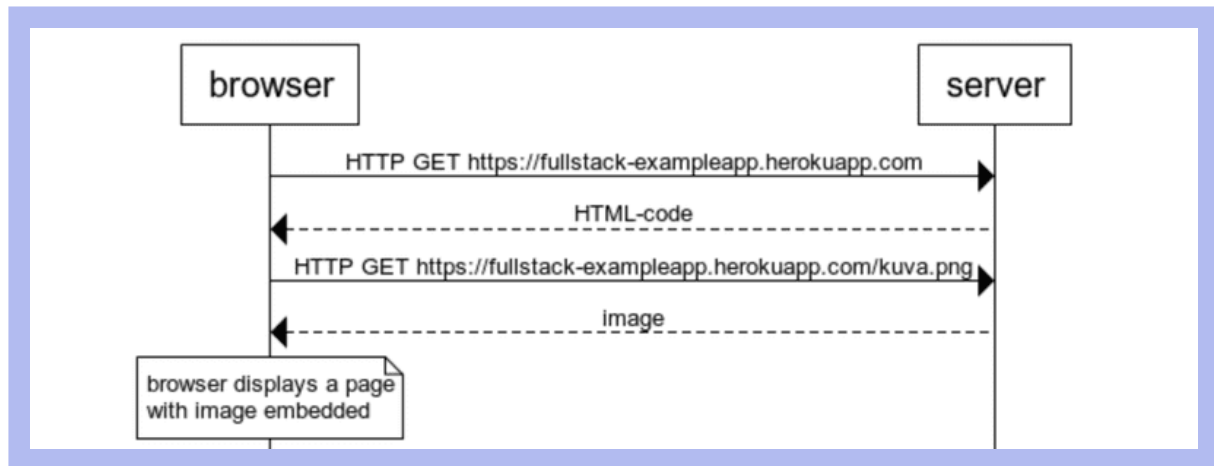 browser
server
HTTP GET https://fullstack-exampleapp.herokuapp.com
HTML-code
HTTP GET https://fullstack-exampleapp.herokuapp.com/kuva.png
image
browser displays a page
with image embedded